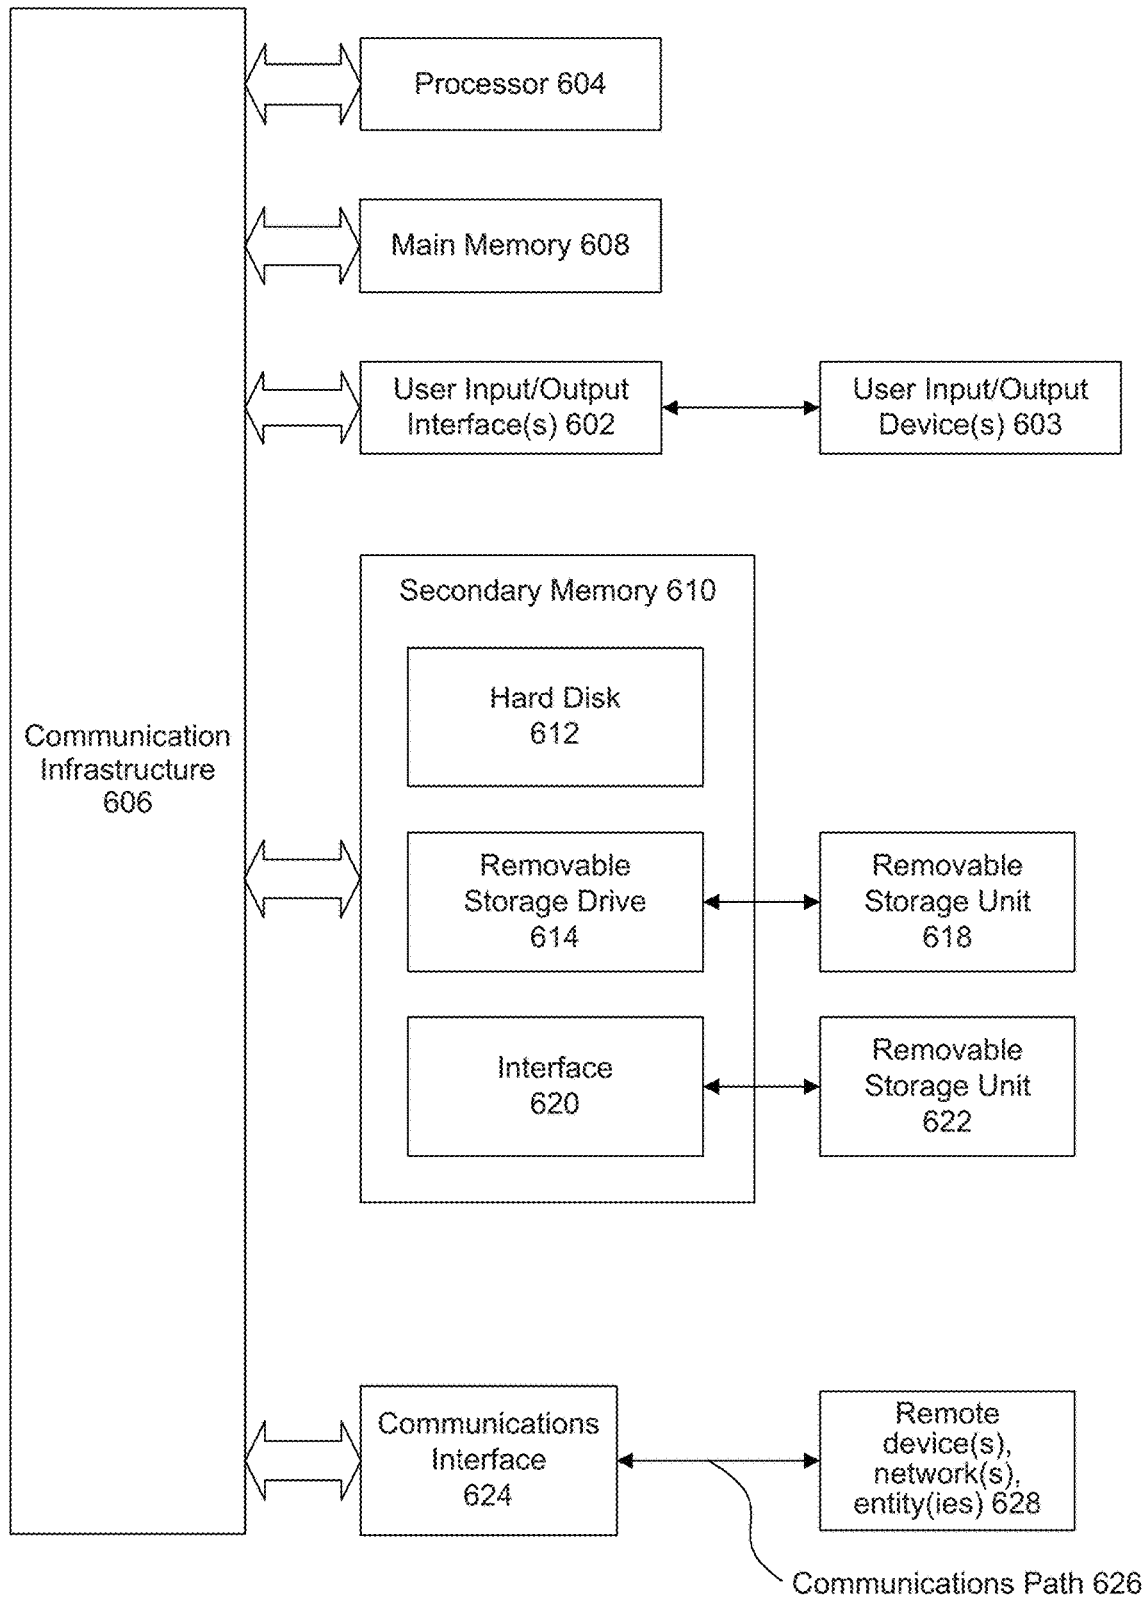 Processor 604
Main Memory 608
User Input/Output
Interface(s) 602
User Input/Output
Device(s) 603
Secondary Memory 610
Hard Disk
612
Communication
Infrastructure
606
Removable
Storage Drive
614
Removable
Storage Unit
618
Interface
620
Removable
Storage Unit
622
Communications
Interface
624
Remote
device(s),
network(s),
entity(ies) 628
Communications Path 626